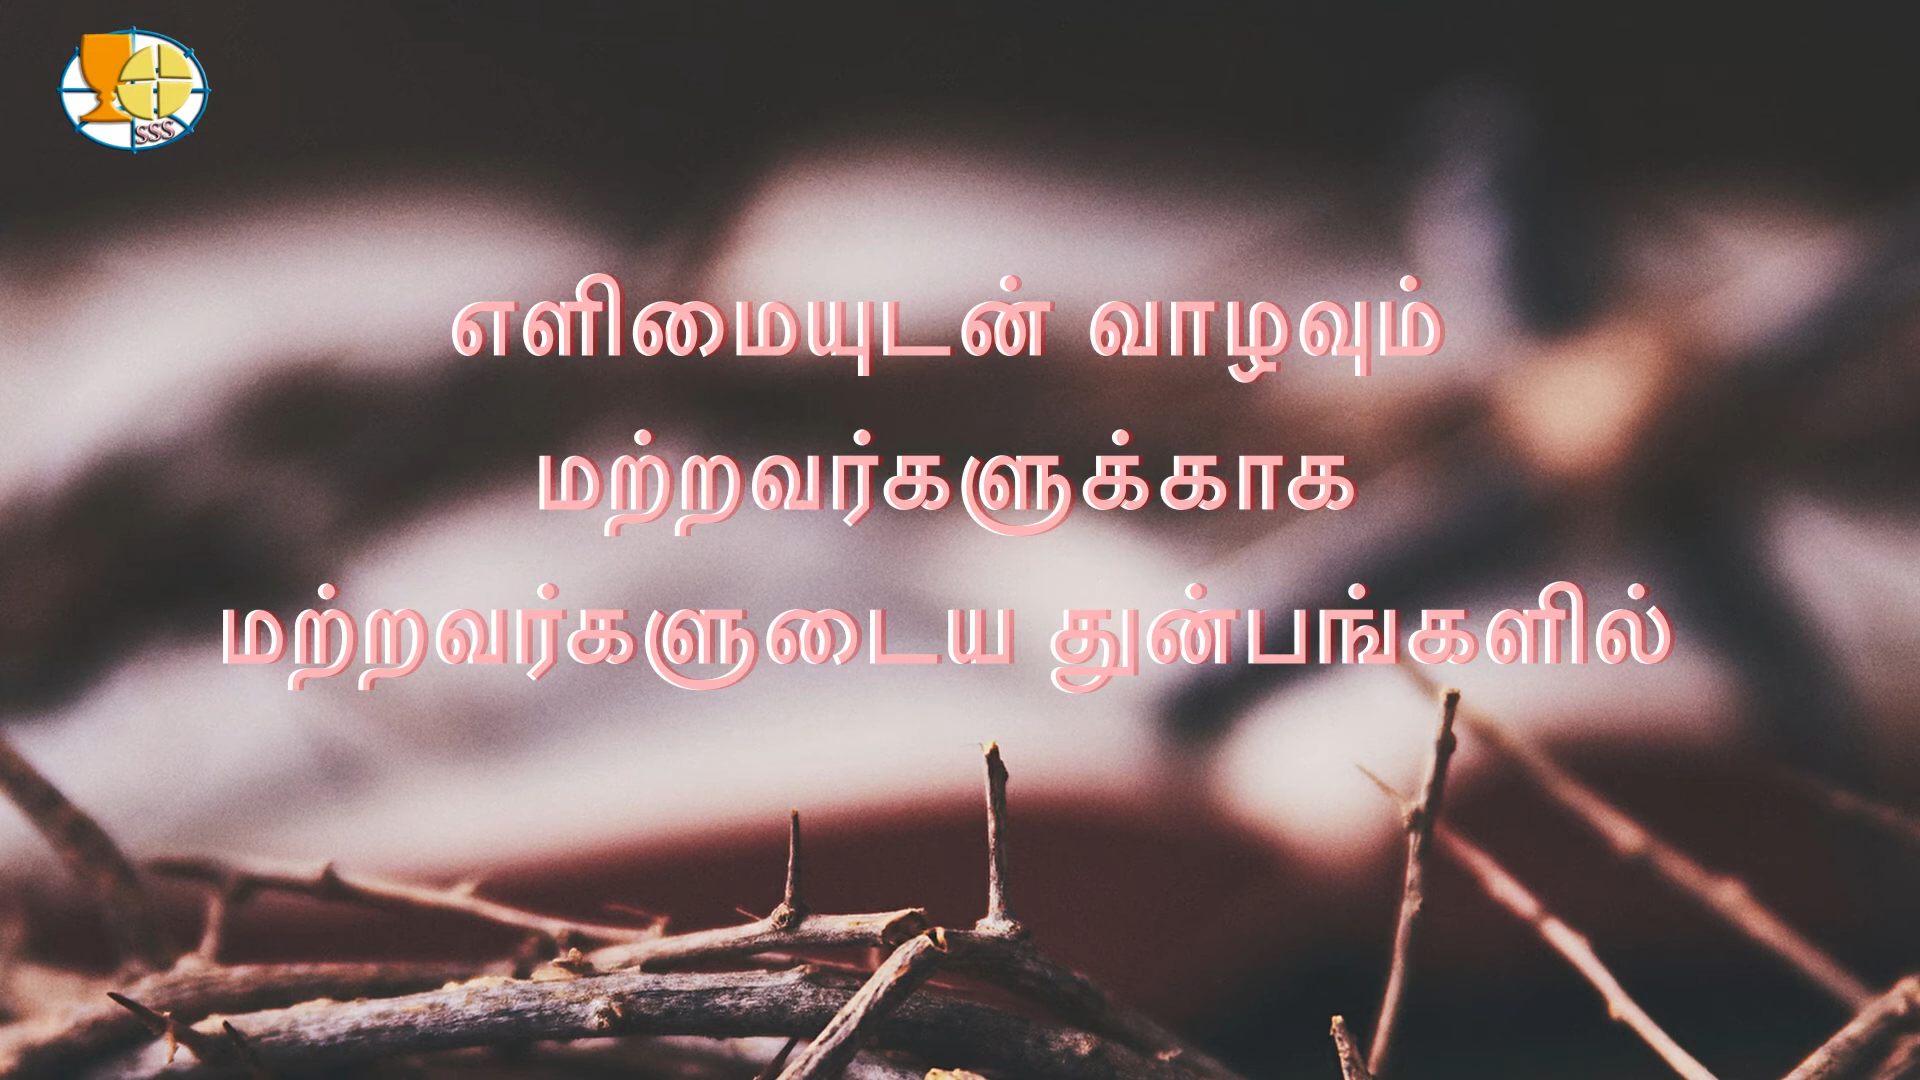 SSS
எளிமையுடன் வாழவும்
மற்றவர்களுக்காக
மற்றவர்களுடைய துன்பங்களில்